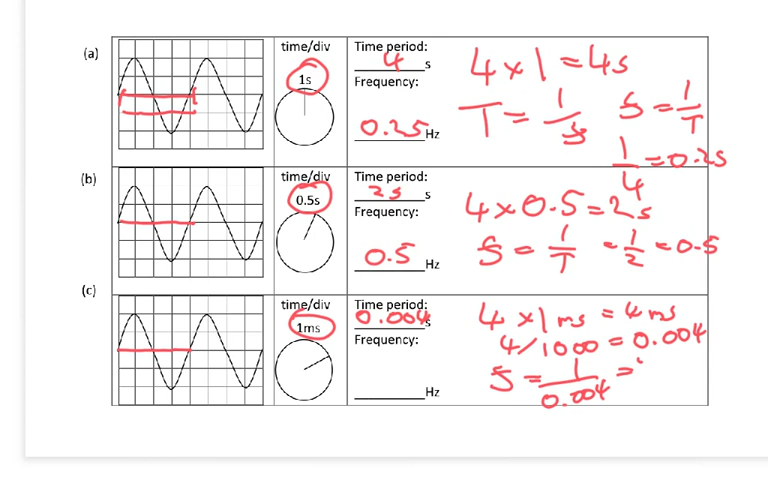 (a)
time/div
1s
Time period:
4 s
Frequency:
0.25 Hz
4 x 1 = 4s
T = 1/f f = 1/T
1/4 = 0.25
(b)
time/div
0.5s
Time period:
2s s
Frequency:
0.5 Hz
4 x 0.5 = 2s
f = 1/T = 1/2 = 0.5
(c)
time/div
1ms
Time period:
0.004 s
Frequency:
Hz
4 x 1 ms = 4 ms
4/1000 = 0.004
f = 1/0.004 =